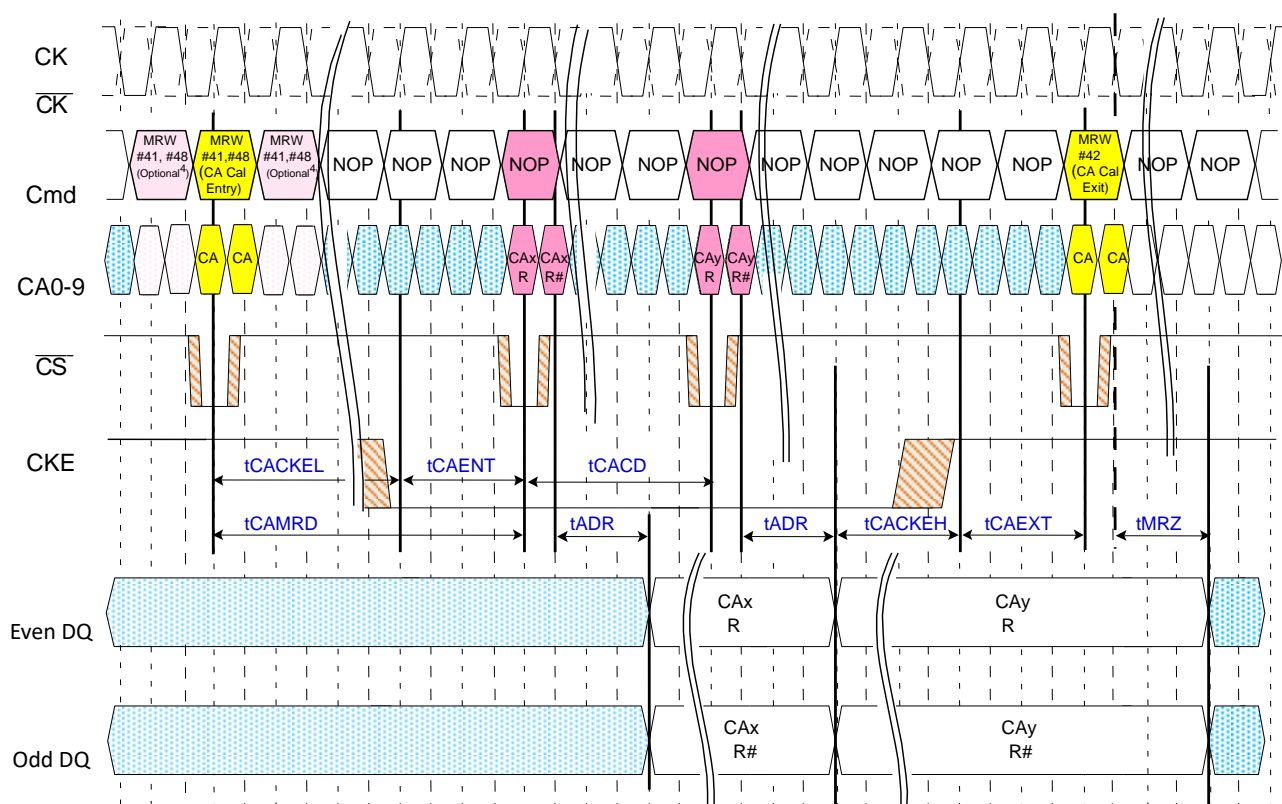 CK
CK
Cmd
MRW
#41, #48
(Optional4)
MRW
#41,#48
(CA Cal
Entry)
MRW
#41,#48
(Optional4)
NOP
NOP
NOP
NOP
NOP
NOP
NOP
NOP
NOP
NOP
NOP
NOP
MRW
#42
(CA Cal
Exit)
NOP
NOP
CA0-9
CA
CA
CAx
R
CAx
R#
CAy
R
CAy
R#
CA
CA
CS
CKE
tCACKEL
tCAENT
tCACD
tCAMRD
tADR
tADR
tCACKEH
tCAEXT
tMRZ
Even DQ
CAx
R
CAy
R
Odd DQ
CAx
R#
CAy
R#